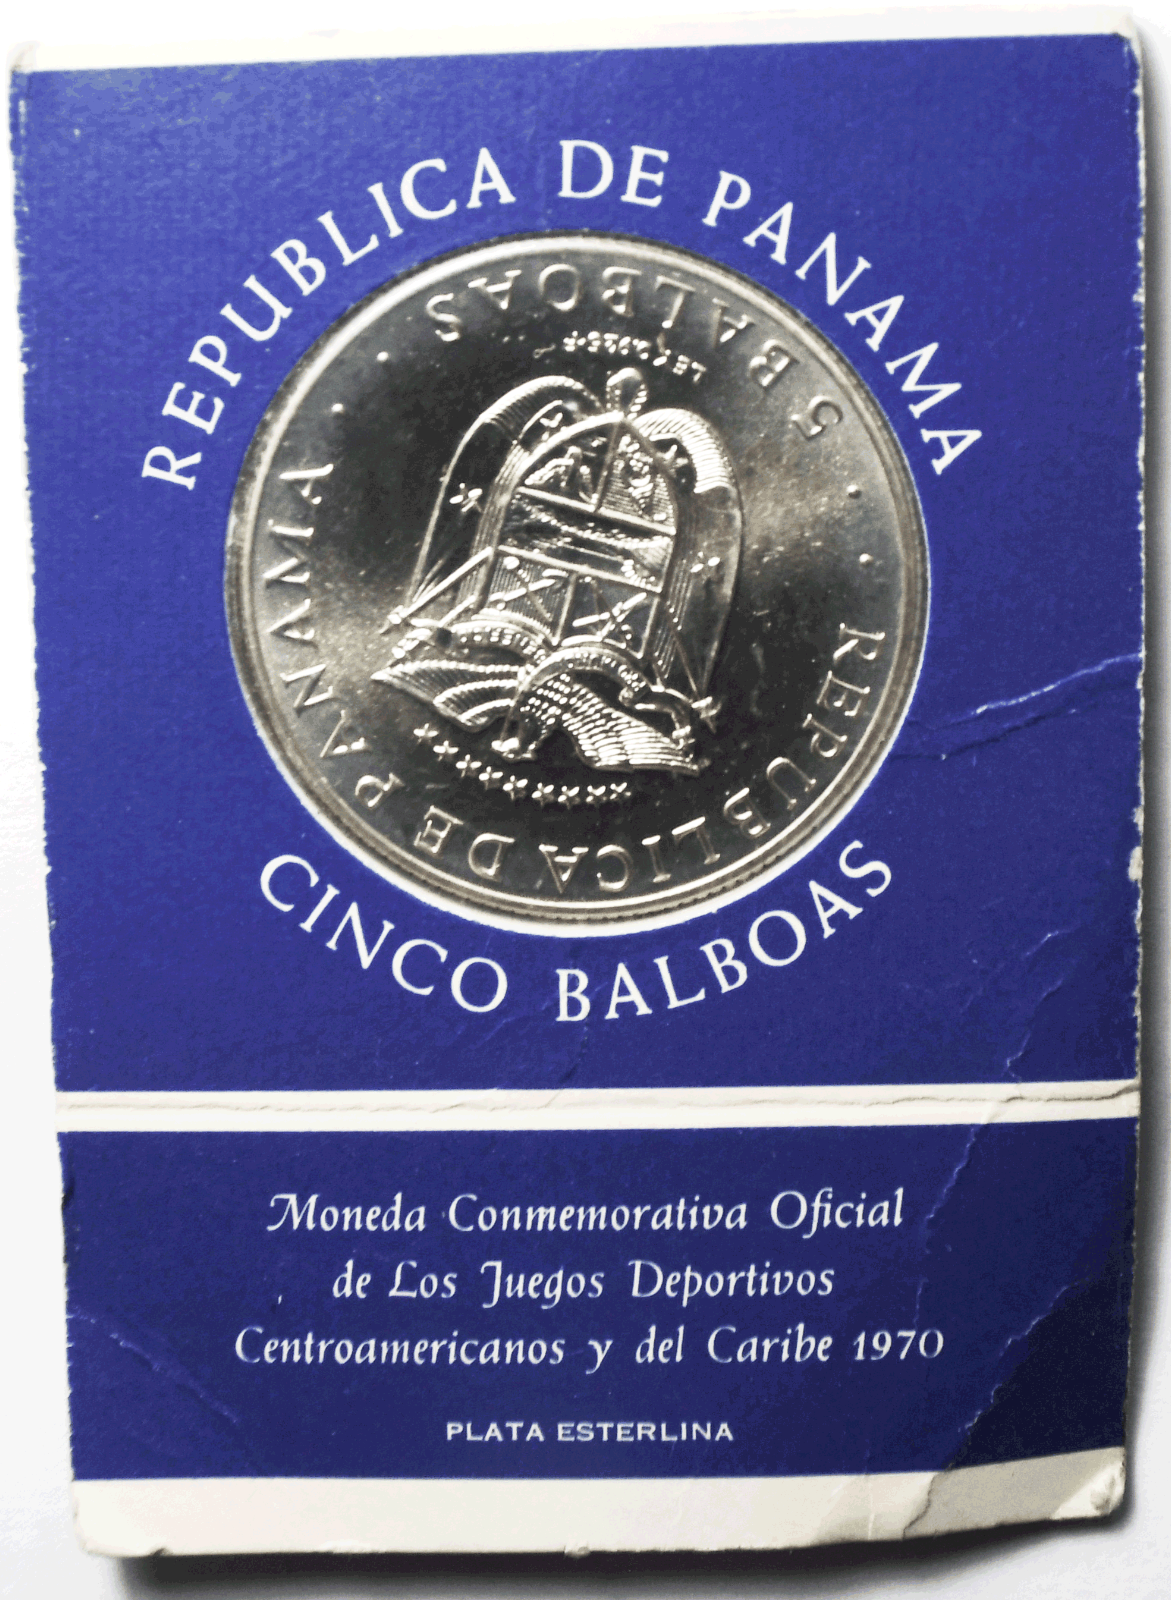 REPUBLICA DE PANAMA
REPUBLICA DE PANAMA
5 BALBOAS
CINCO BALBOAS
Moneda Conmemorativa Oficial
de Los Juegos Deportivos
Centroamericanos y del Caribe 1970
PLATA ESTERLINA